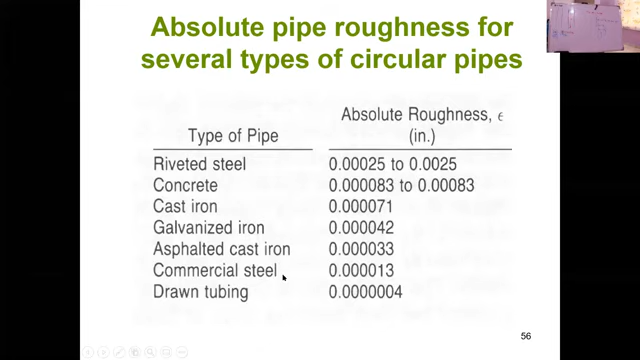 Absolute pipe roughness for
several types of circular pipes
Type of Pipe Absolute Roughness, ϵ
(in.)
Riveted steel 0.00025 to 0.0025
Concrete 0.000083 to 0.00083
Cast iron 0.000071
Galvanized iron 0.000042
Asphalted cast iron 0.000033
Commercial steel 0.000013
Drawn tubing 0.0000004
56